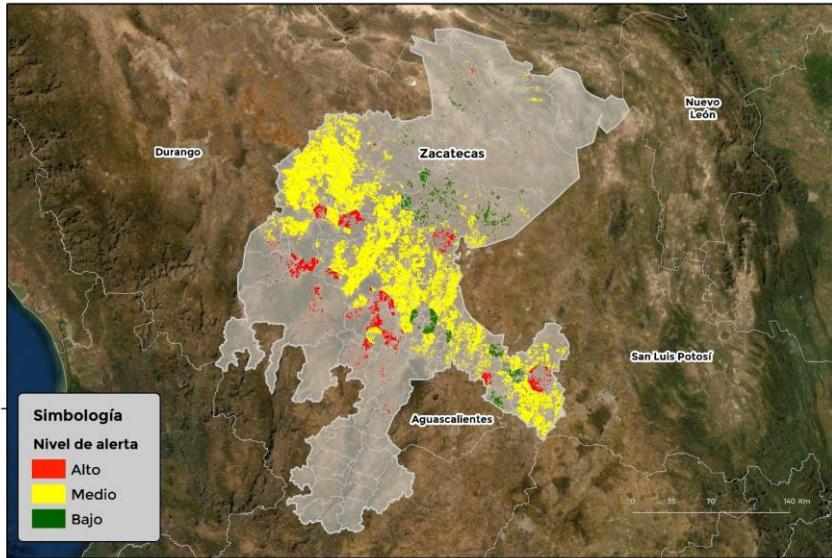 Nuevo
León
Durango
Zacatecas
San Luis Potosí
Aguascalientes
Simbología
Nivel de alerta
Alto
Medio
Bajo
0 35 70 140 Km